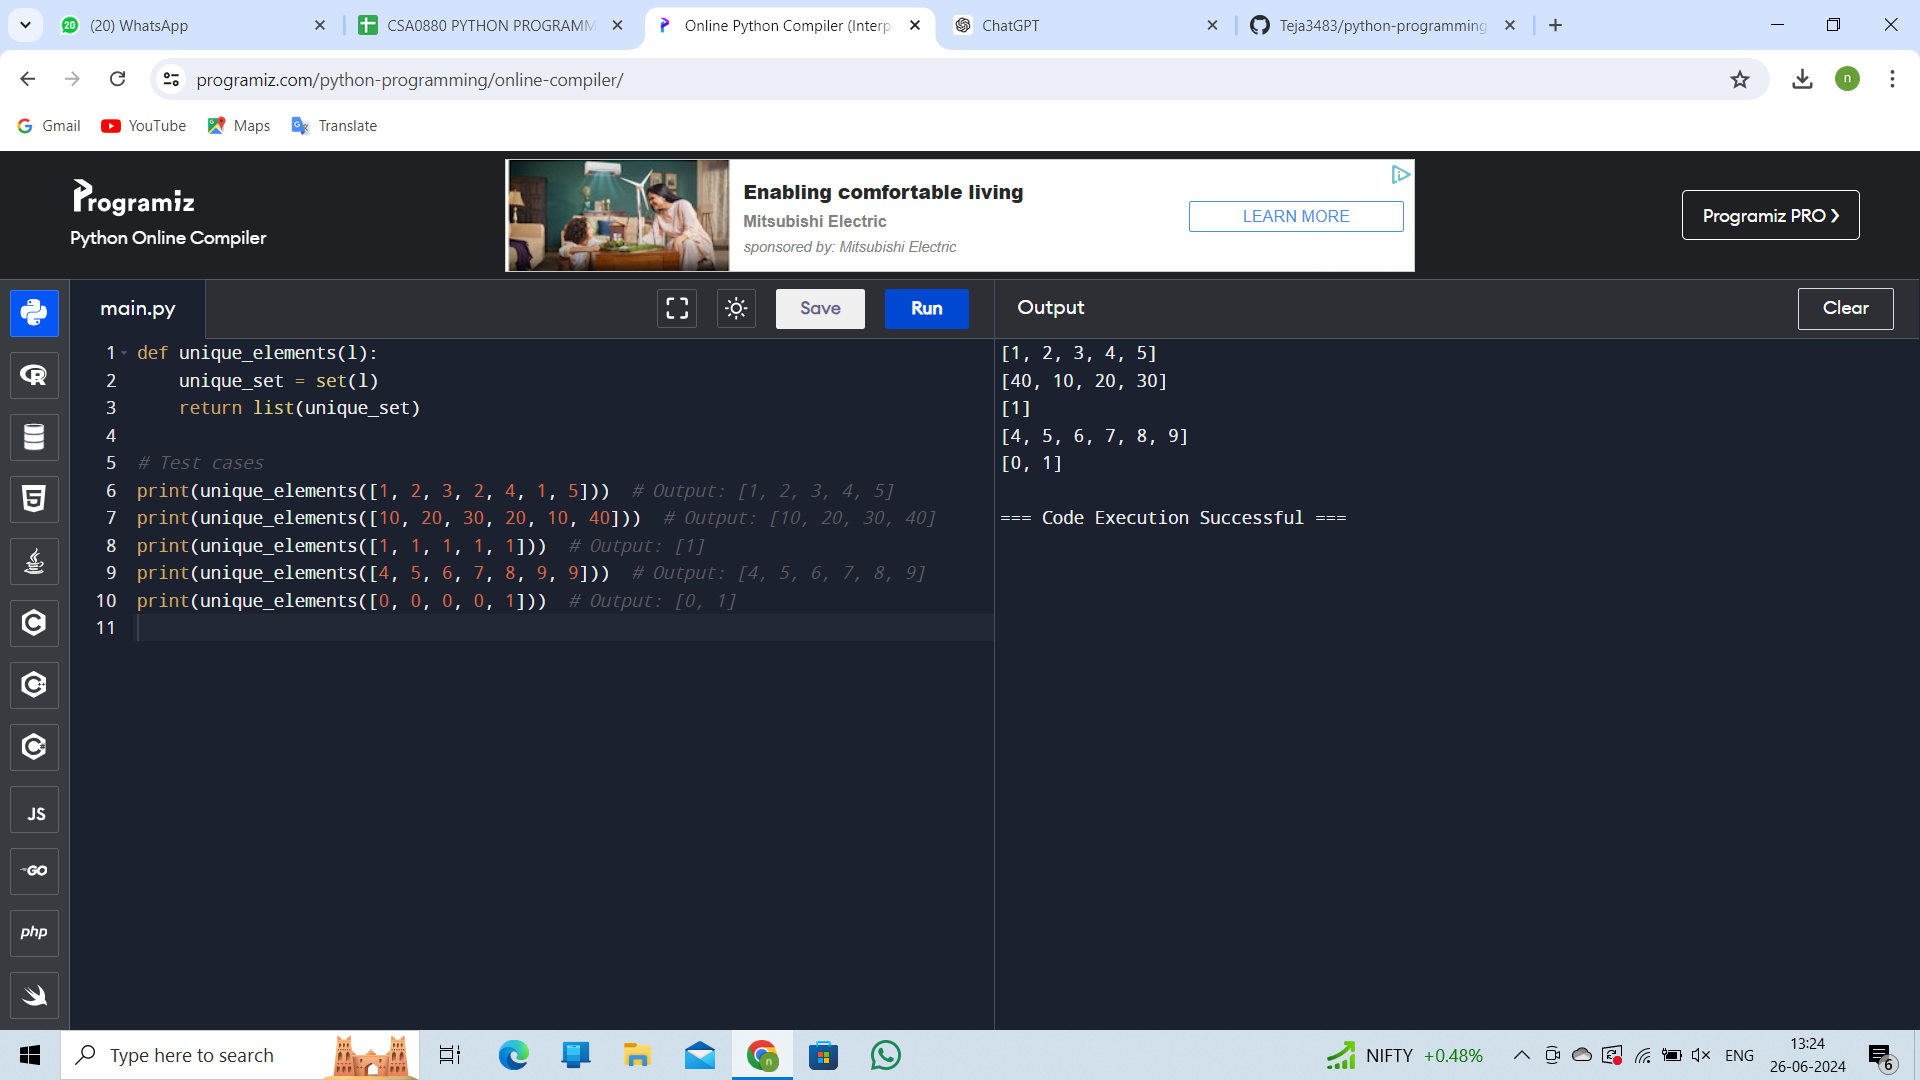 (20) WhatsApp
CSA0880 PYTHON PROGRAMM
Online Python Compiler (Interp
ChatGPT
Teja3483/python-programming
programiz.com/python-programming/online-compiler/
n
Gmail
YouTube
Maps
Translate
Programiz
Python Online Compiler
Enabling comfortable living
Mitsubishi Electric
sponsored by: Mitsubishi Electric
LEARN MORE
Programiz PRO
main.py
Save
Run
Output
Clear
1 def unique_elements(l):
2 unique_set = set(l)
3 return list(unique_set)
4
5 # Test cases
6 print(unique_elements([1, 2, 3, 2, 4, 1, 5])) # Output: [1, 2, 3, 4, 5]
7 print(unique_elements([10, 20, 30, 20, 10, 40])) # Output: [10, 20, 30, 40]
8 print(unique_elements([1, 1, 1, 1, 1])) # Output: [1]
9 print(unique_elements([4, 5, 6, 7, 8, 9, 9])) # Output: [4, 5, 6, 7, 8, 9]
10 print(unique_elements([0, 0, 0, 0, 1])) # Output: [0, 1]
11
[1, 2, 3, 4, 5]
[40, 10, 20, 30]
[1]
[4, 5, 6, 7, 8, 9]
[0, 1]
=== Code Execution Successful ===
JS
GO
php
Type here to search
NIFTY +0.48%
ENG
13:24
26-06-2024
6